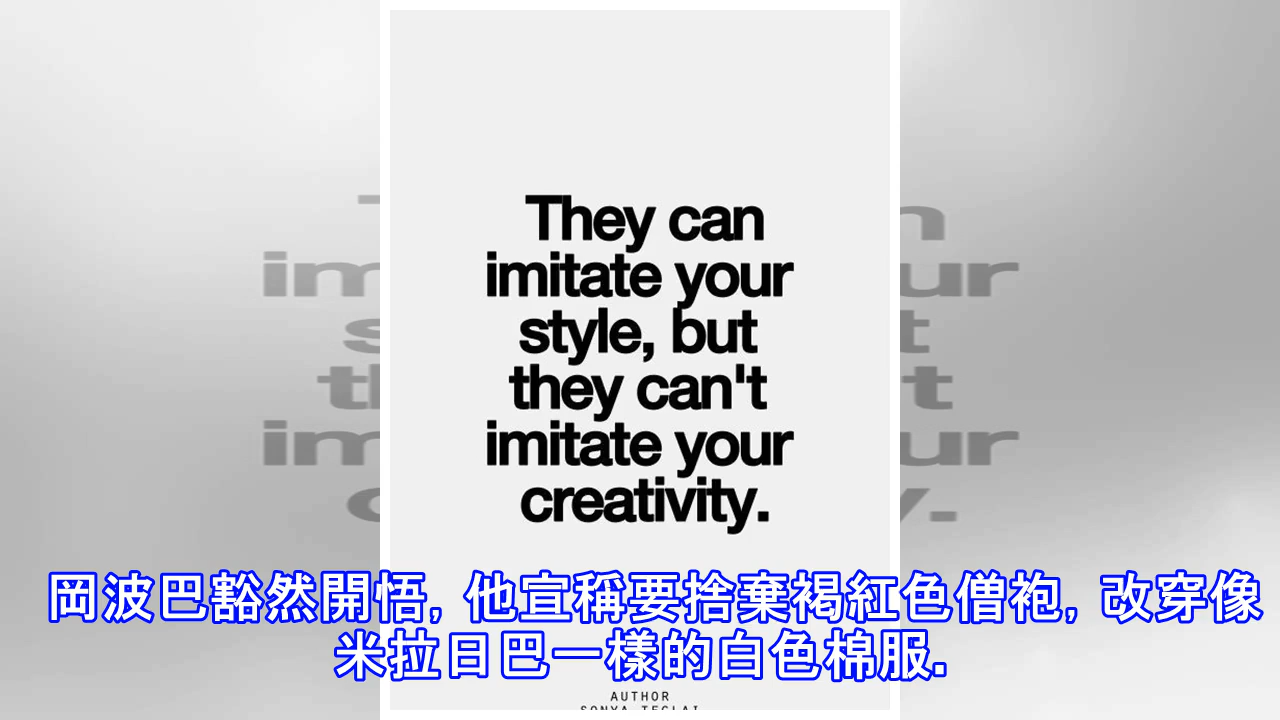 They can
imitate your
style, but
they can't
imitate your
creativity.
岡波巴豁然開悟, 他宣稱要捨棄褐紅色僧袍, 改穿像
米拉日巴一樣的白色棉服.
AUTHOR
SONYA TECLAI